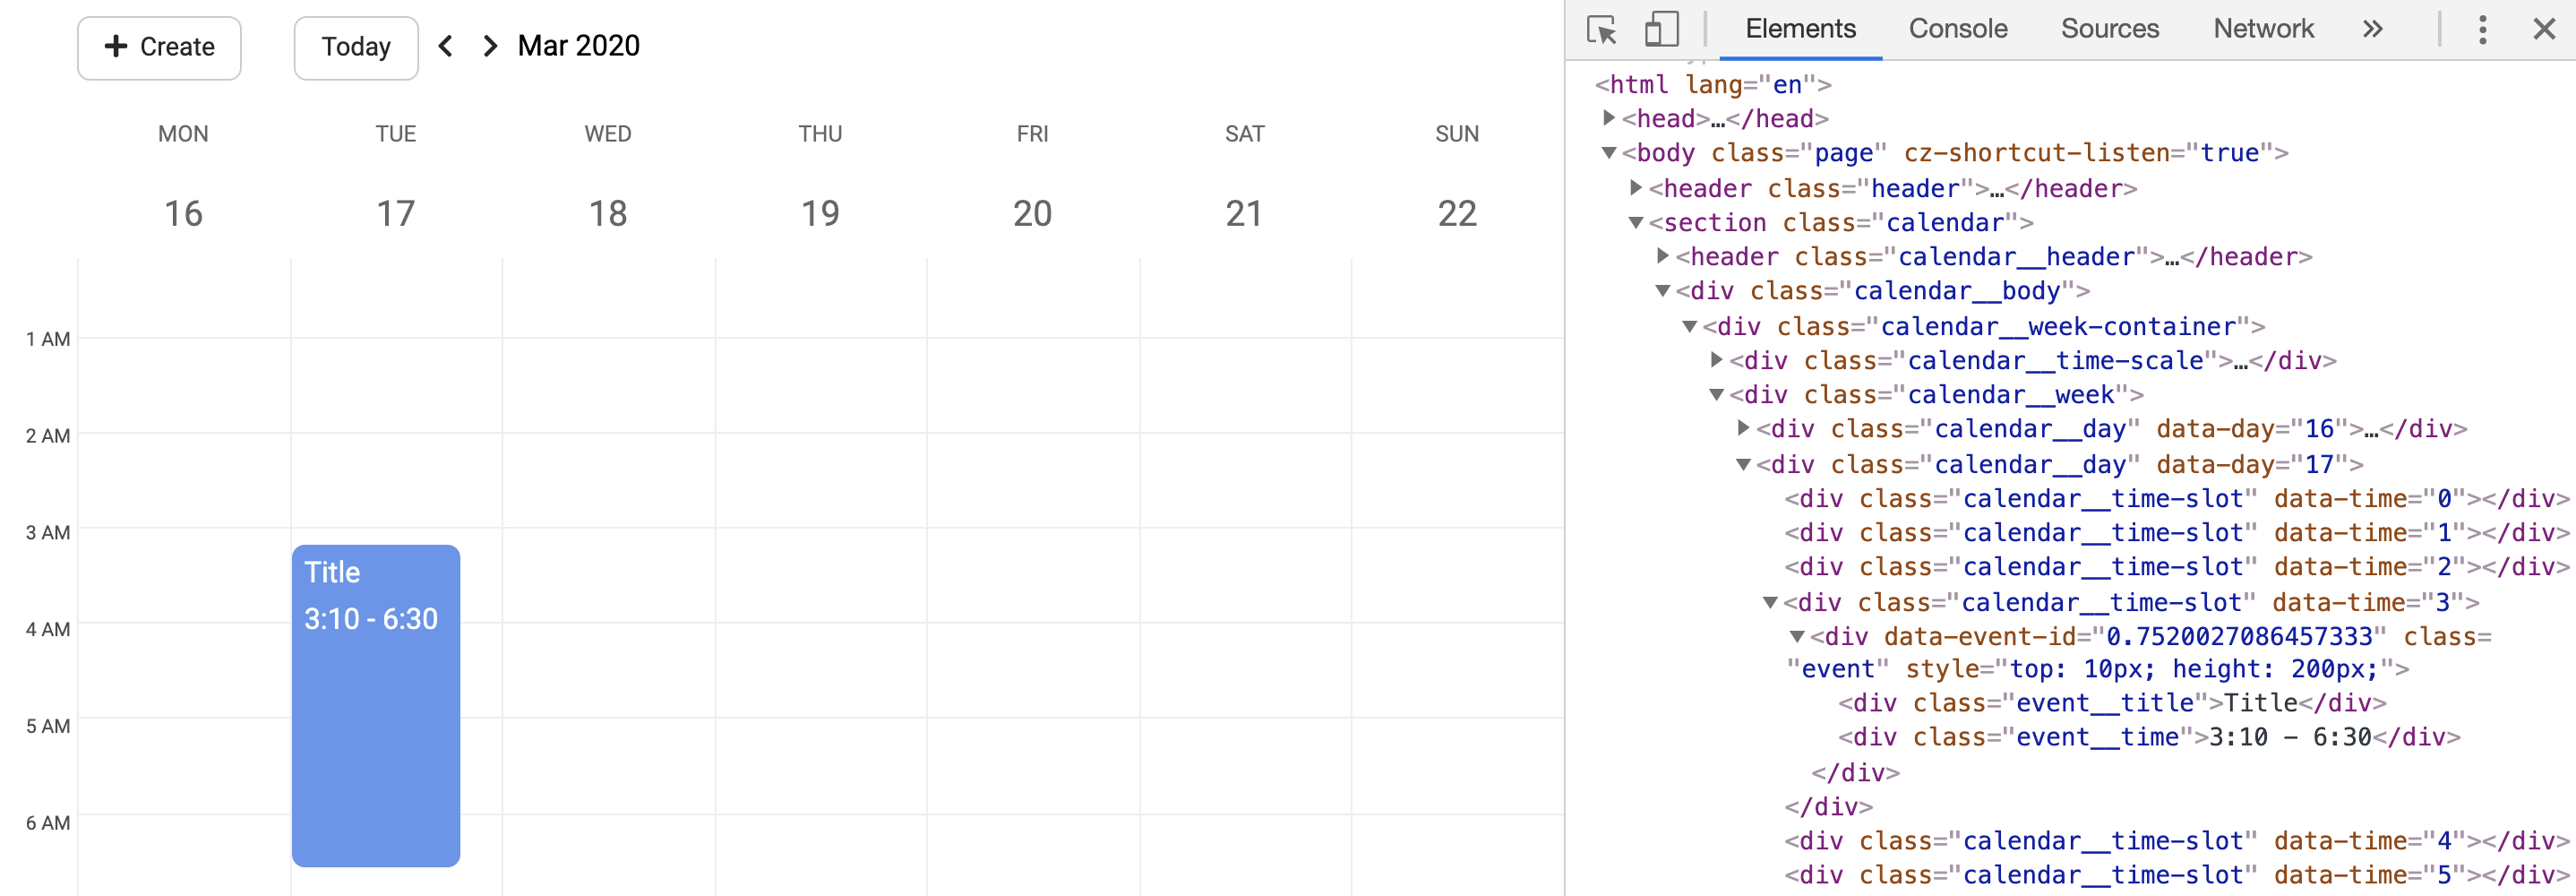 Create
Today
Mar 2020
MON TUE WED THU FRI SAT SUN
16 17 18 19 20 21 22
1 AM
2 AM
3 AM
Title
3:10 - 6:30
4 AM
5 AM
6 AM
Elements Console Sources Network »
<html lang="en">
<head>…</head>
<body class="page" cz-shortcut-listen="true">
<header class="header">…</header>
<section class="calendar">
<header class="calendar__header">…</header>
<div class="calendar__body">
<div class="calendar__week-container">
<div class="calendar__time-scale">…</div>
<div class="calendar__week">
<div class="calendar__day" data-day="16">…</div>
<div class="calendar__day" data-day="17">
<div class="calendar__time-slot" data-time="0"></div>
<div class="calendar__time-slot" data-time="1"></div>
<div class="calendar__time-slot" data-time="2"></div>
<div class="calendar__time-slot" data-time="3">
<div data-event-id="0.7520027086457333" class=
"event" style="top: 10px; height: 200px;">
<div class="event__title">Title</div>
<div class="event__time">3:10 - 6:30</div>
</div>
</div>
<div class="calendar__time-slot" data-time="4"></div>
<div class="calendar__time-slot" data-time="5"></div>